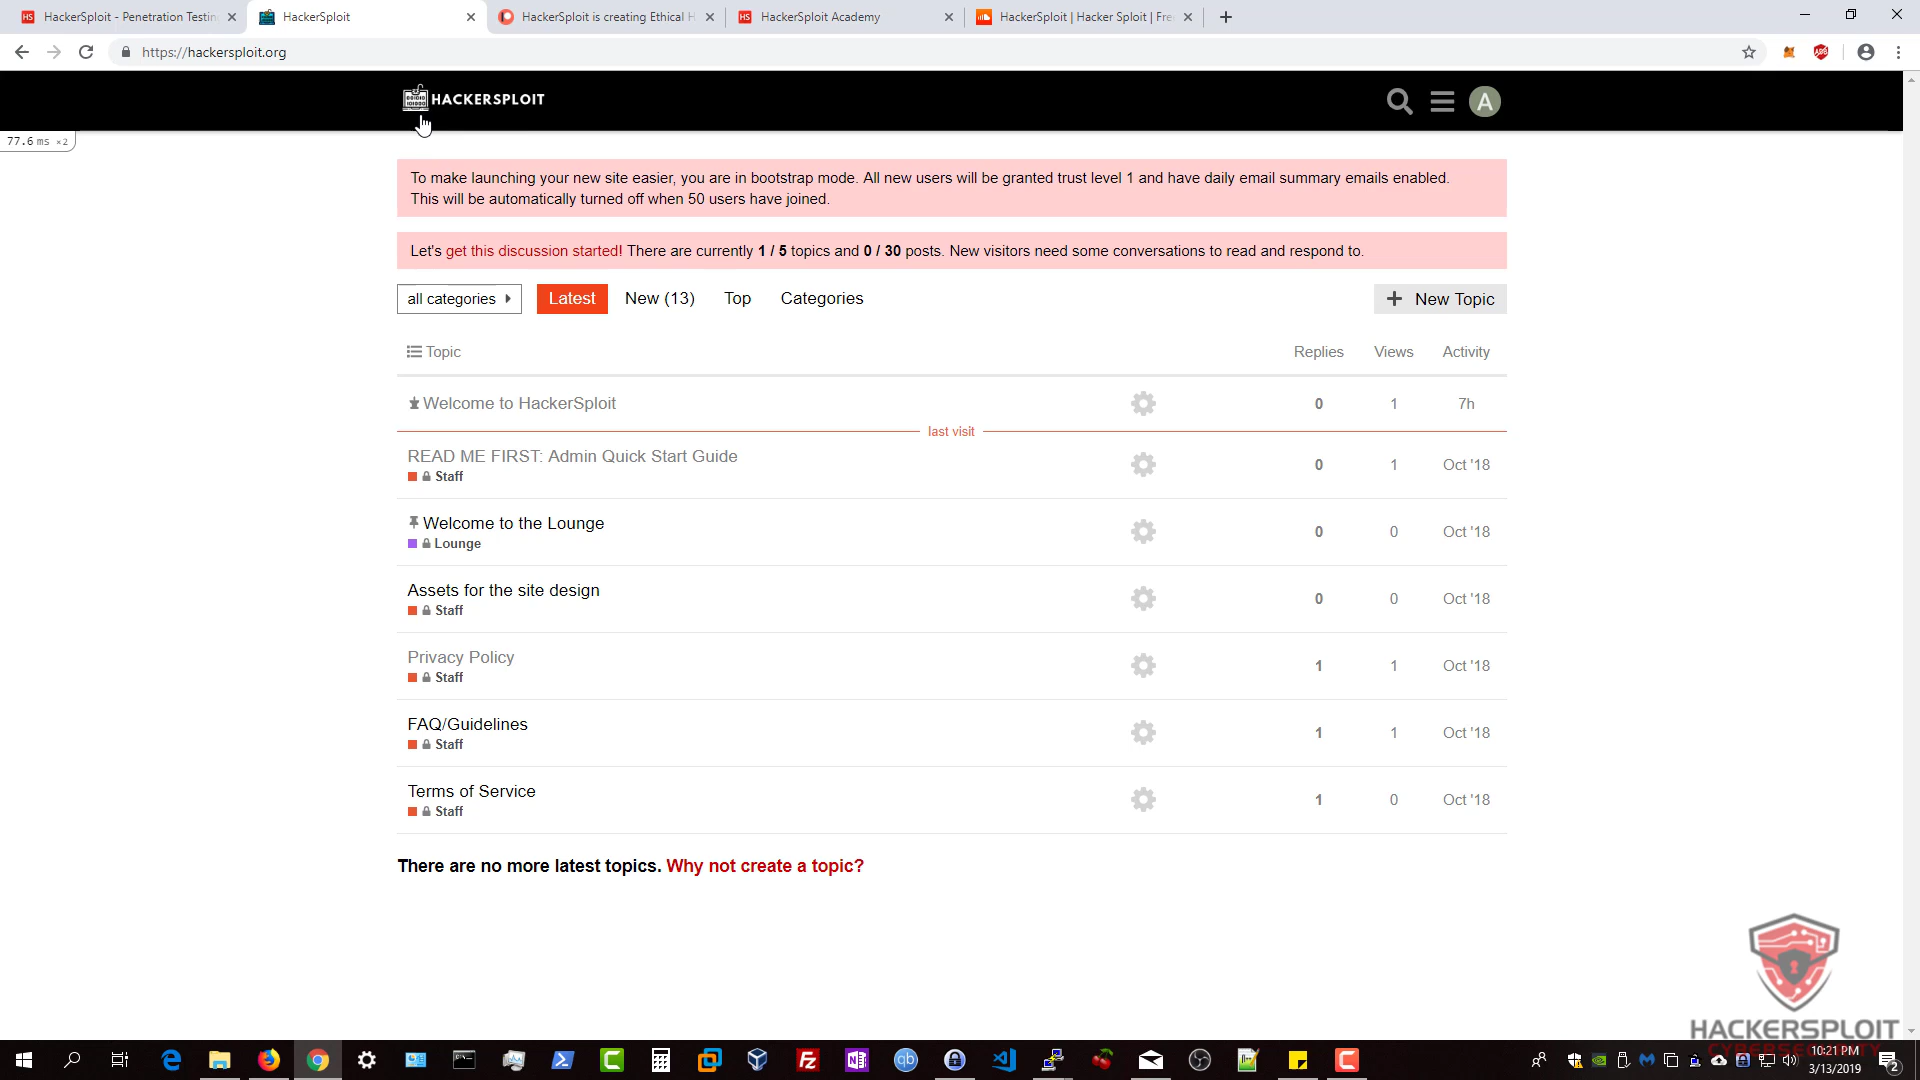 HackerSploit - Penetration Testin
HackerSploit
HackerSploit is creating Ethical H
HackerSploit Academy
HackerSploit | Hacker Sploit | Fre
https://hackersploit.org
HACKERSPLOIT
A
77.6 ms ×2
To make launching your new site easier, you are in bootstrap mode. All new users will be granted trust level 1 and have daily email summary emails enabled.
This will be automatically turned off when 50 users have joined.
Let's get this discussion started! There are currently 1 / 5 topics and 0 / 30 posts. New visitors need some conversations to read and respond to.
all categories Latest New (13) Top Categories + New Topic
Topic Replies Views Activity
Welcome to HackerSploit 0 1 7h
last visit
READ ME FIRST: Admin Quick Start Guide 0 1 Oct '18
Staff
Welcome to the Lounge 0 0 Oct '18
Lounge
Assets for the site design 0 0 Oct '18
Staff
Privacy Policy 1 1 Oct '18
Staff
FAQ/Guidelines 1 1 Oct '18
Staff
Terms of Service 1 0 Oct '18
Staff
There are no more latest topics. Why not create a topic?
HACKERSPLOIT
CYBERSECURITY
10:21 PM
3/13/2019
2